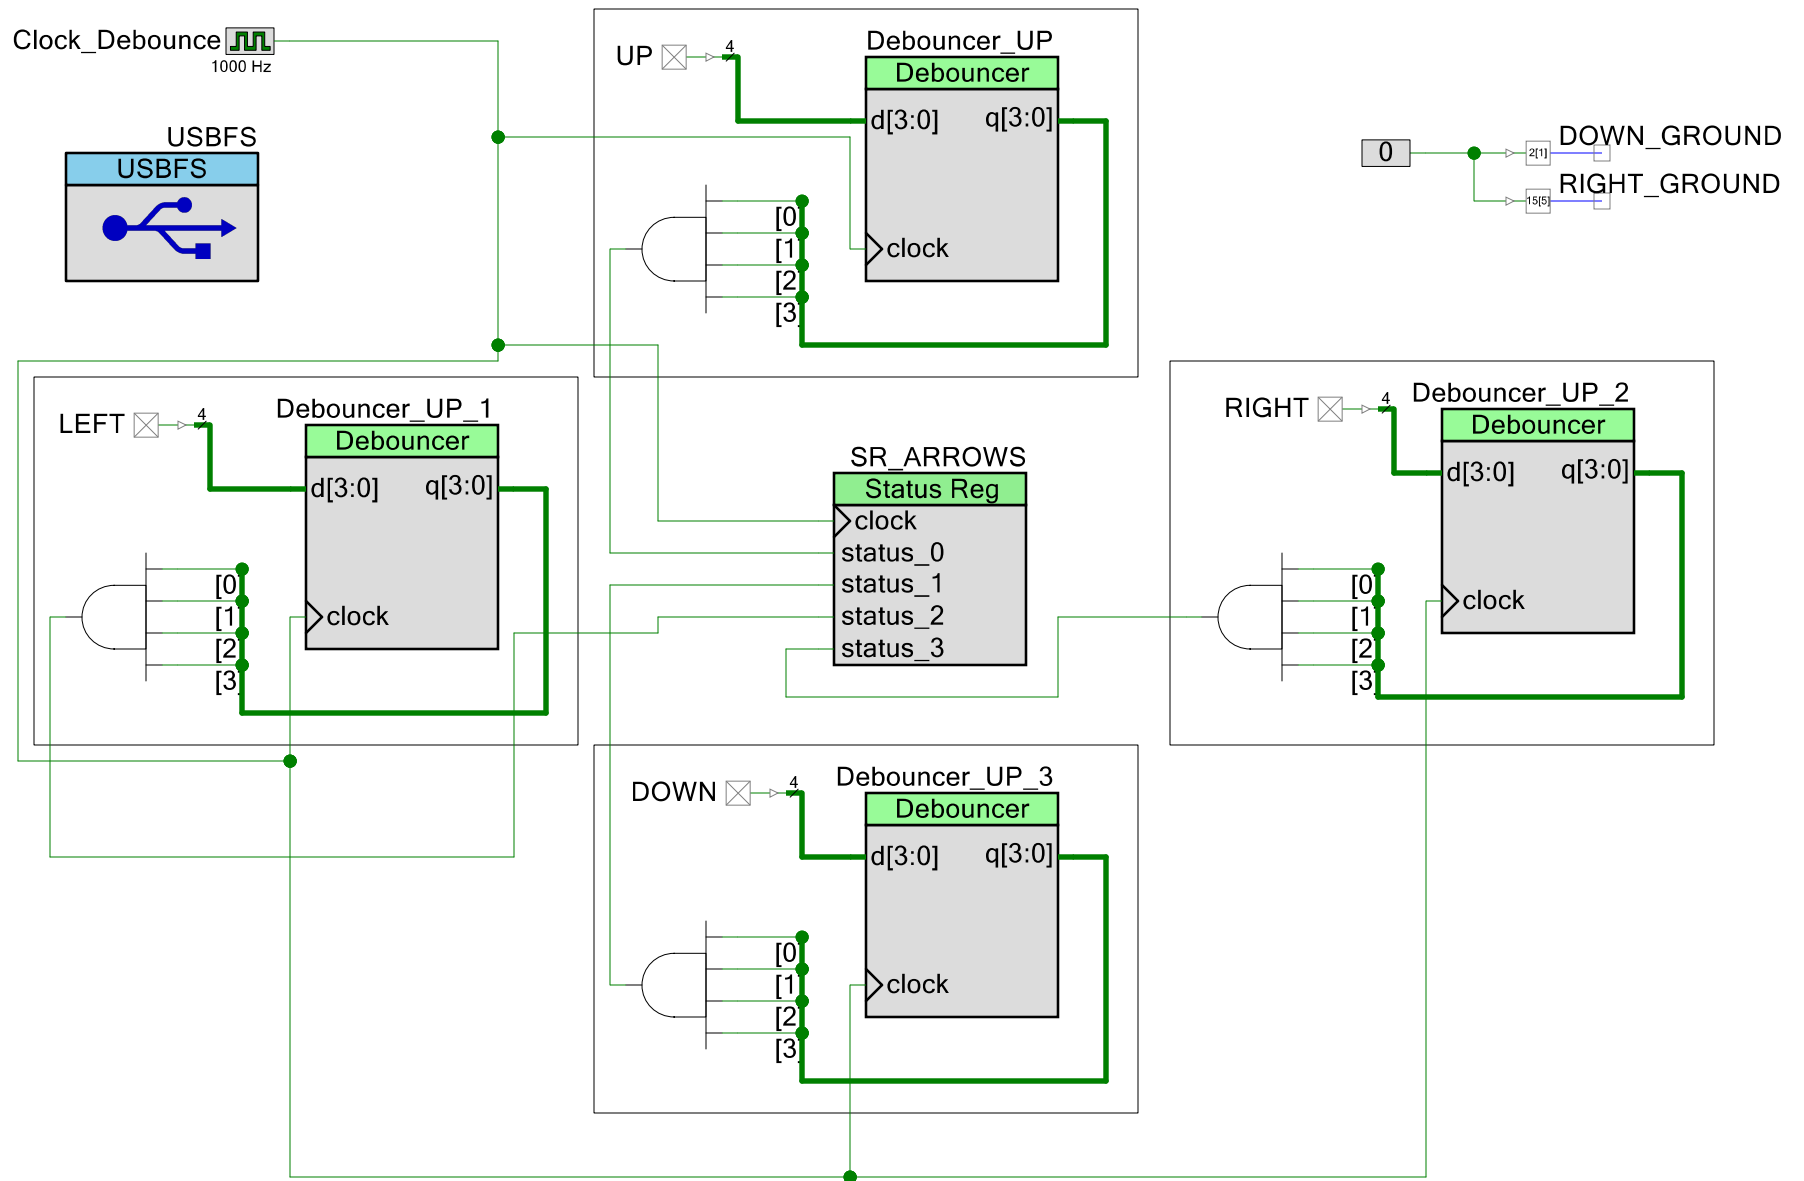 Clock_Debounce
1000 Hz
USBFS
USBFS
UP
4
Debouncer_UP
Debouncer
d[3:0]
q[3:0]
[0
[1
[2
[3
clock
0
DOWN_GROUND
2[1]
RIGHT_GROUND
15[5]
LEFT
4
Debouncer_UP_1
Debouncer
d[3:0]
q[3:0]
[0
[1
[2
[3
clock
SR_ARROWS
Status Reg
clock
status_0
status_1
status_2
status_3
RIGHT
4
Debouncer_UP_2
Debouncer
d[3:0]
q[3:0]
[0
[1
[2
[3
clock
DOWN
4
Debouncer_UP_3
Debouncer
d[3:0]
q[3:0]
[0
[1
[2
[3
clock